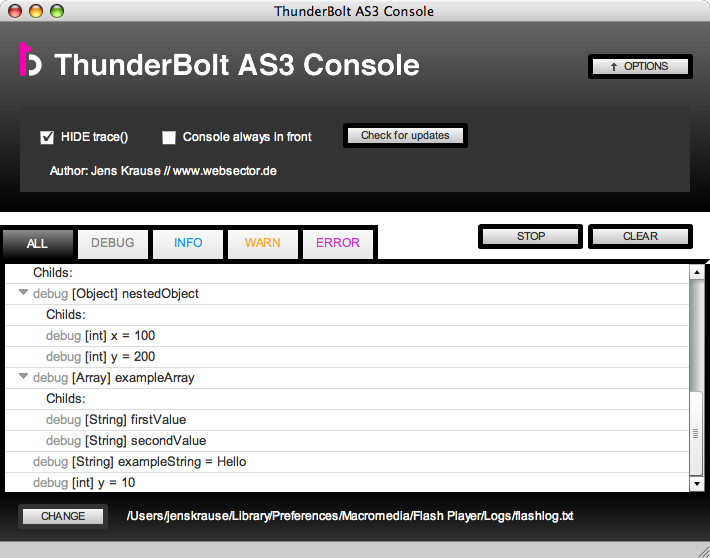 ThunderBolt AS3 Console
tb ThunderBolt AS3 Console
↑ OPTIONS
HIDE trace() Console always in front Check for updates
Author: Jens Krause // www.websector.de
ALL DEBUG INFO WARN ERROR STOP CLEAR
Childs:
debug [Object] nestedObject
Childs:
debug [int] x = 100
debug [int] y = 200
debug [Array] exampleArray
Childs:
debug [String] firstValue
debug [String] secondValue
debug [String] exampleString = Hello
debug [int] y = 10
CHANGE /Users/jenskrause/Library/Preferences/Macromedia/Flash Player/Logs/flashlog.txt